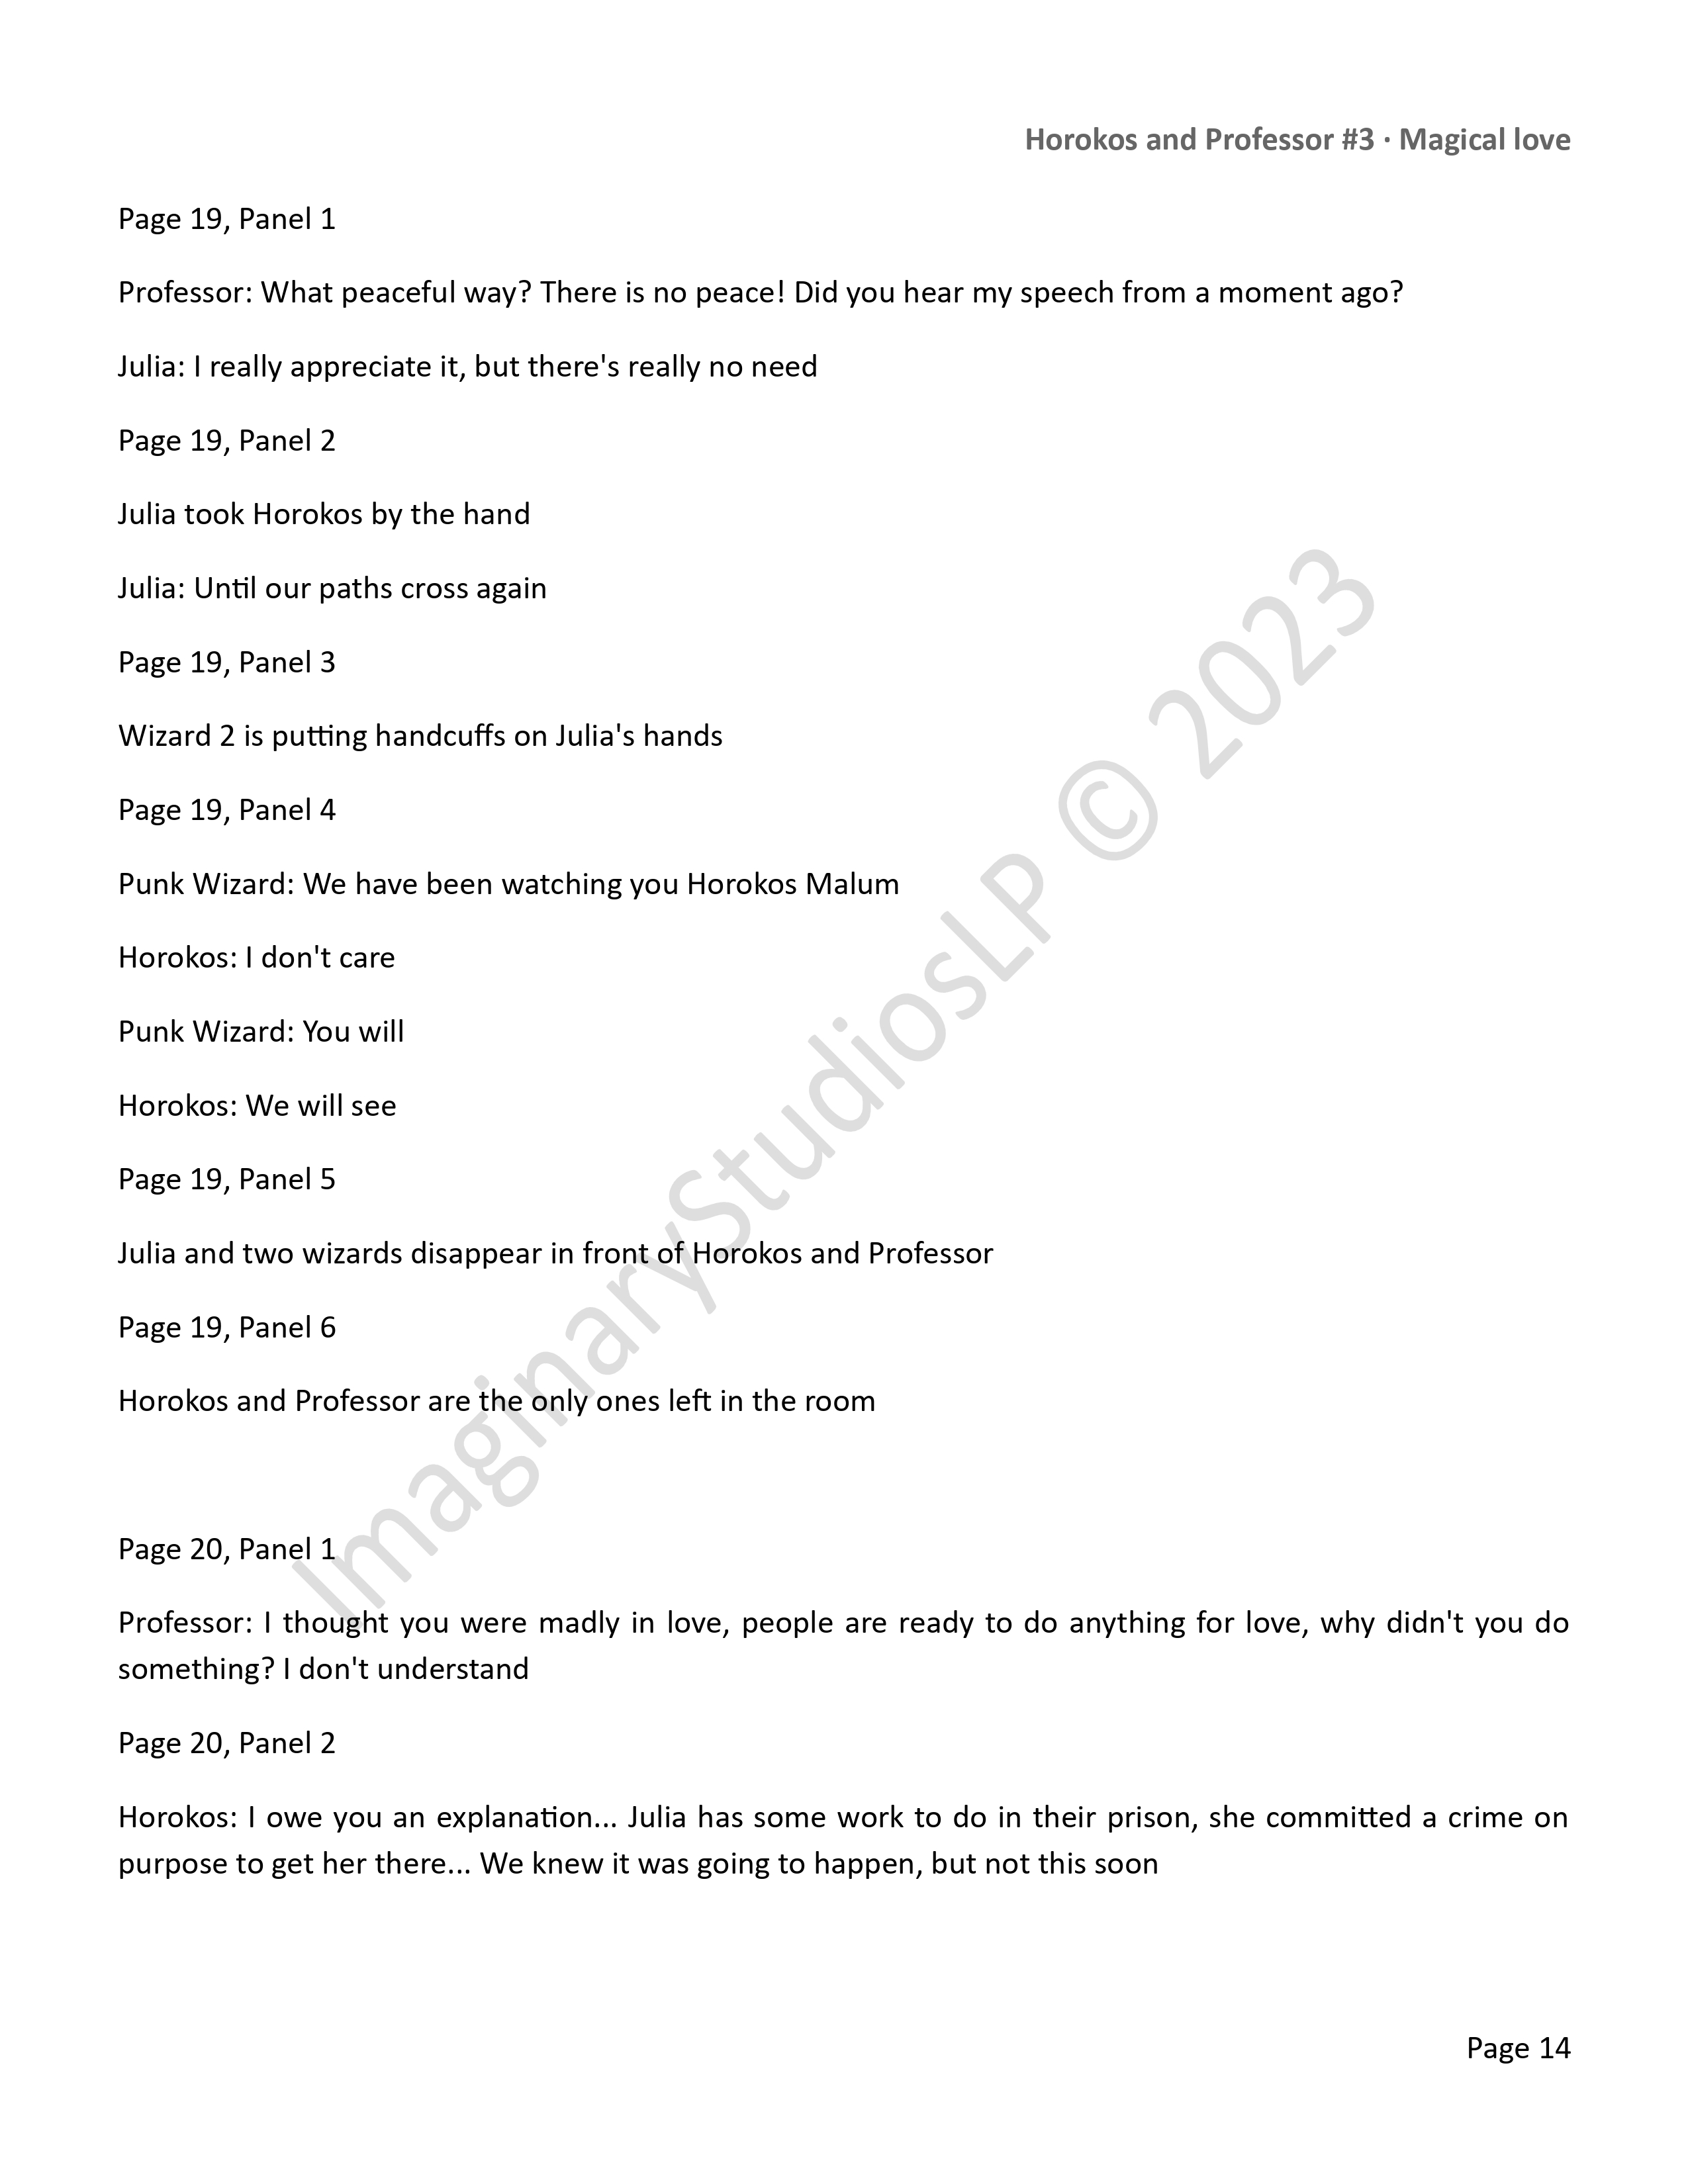 Horokos and Professor #3 · Magical love
Page 19, Panel 1
Professor: What peaceful way? There is no peace! Did you hear my speech from a moment ago?
Julia: I really appreciate it, but there's really no need
Page 19, Panel 2
Julia took Horokos by the hand
Julia: Until our paths cross again
Page 19, Panel 3
Wizard 2 is putting handcuffs on Julia's hands
Page 19, Panel 4
Punk Wizard: We have been watching you Horokos Malum
Horokos: I don't care
Punk Wizard: You will
Horokos: We will see
Page 19, Panel 5
Julia and two wizards disappear in front of Horokos and Professor
Page 19, Panel 6
Horokos and Professor are the only ones left in the room
Page 20, Panel 1
Professor: I thought you were madly in love, people are ready to do anything for love, why didn't you do
something? I don't understand
Page 20, Panel 2
Horokos: I owe you an explanation... Julia has some work to do in their prison, she committed a crime on
purpose to get her there... We knew it was going to happen, but not this soon
Page 14
ImaginaryStudiosLP © 2023